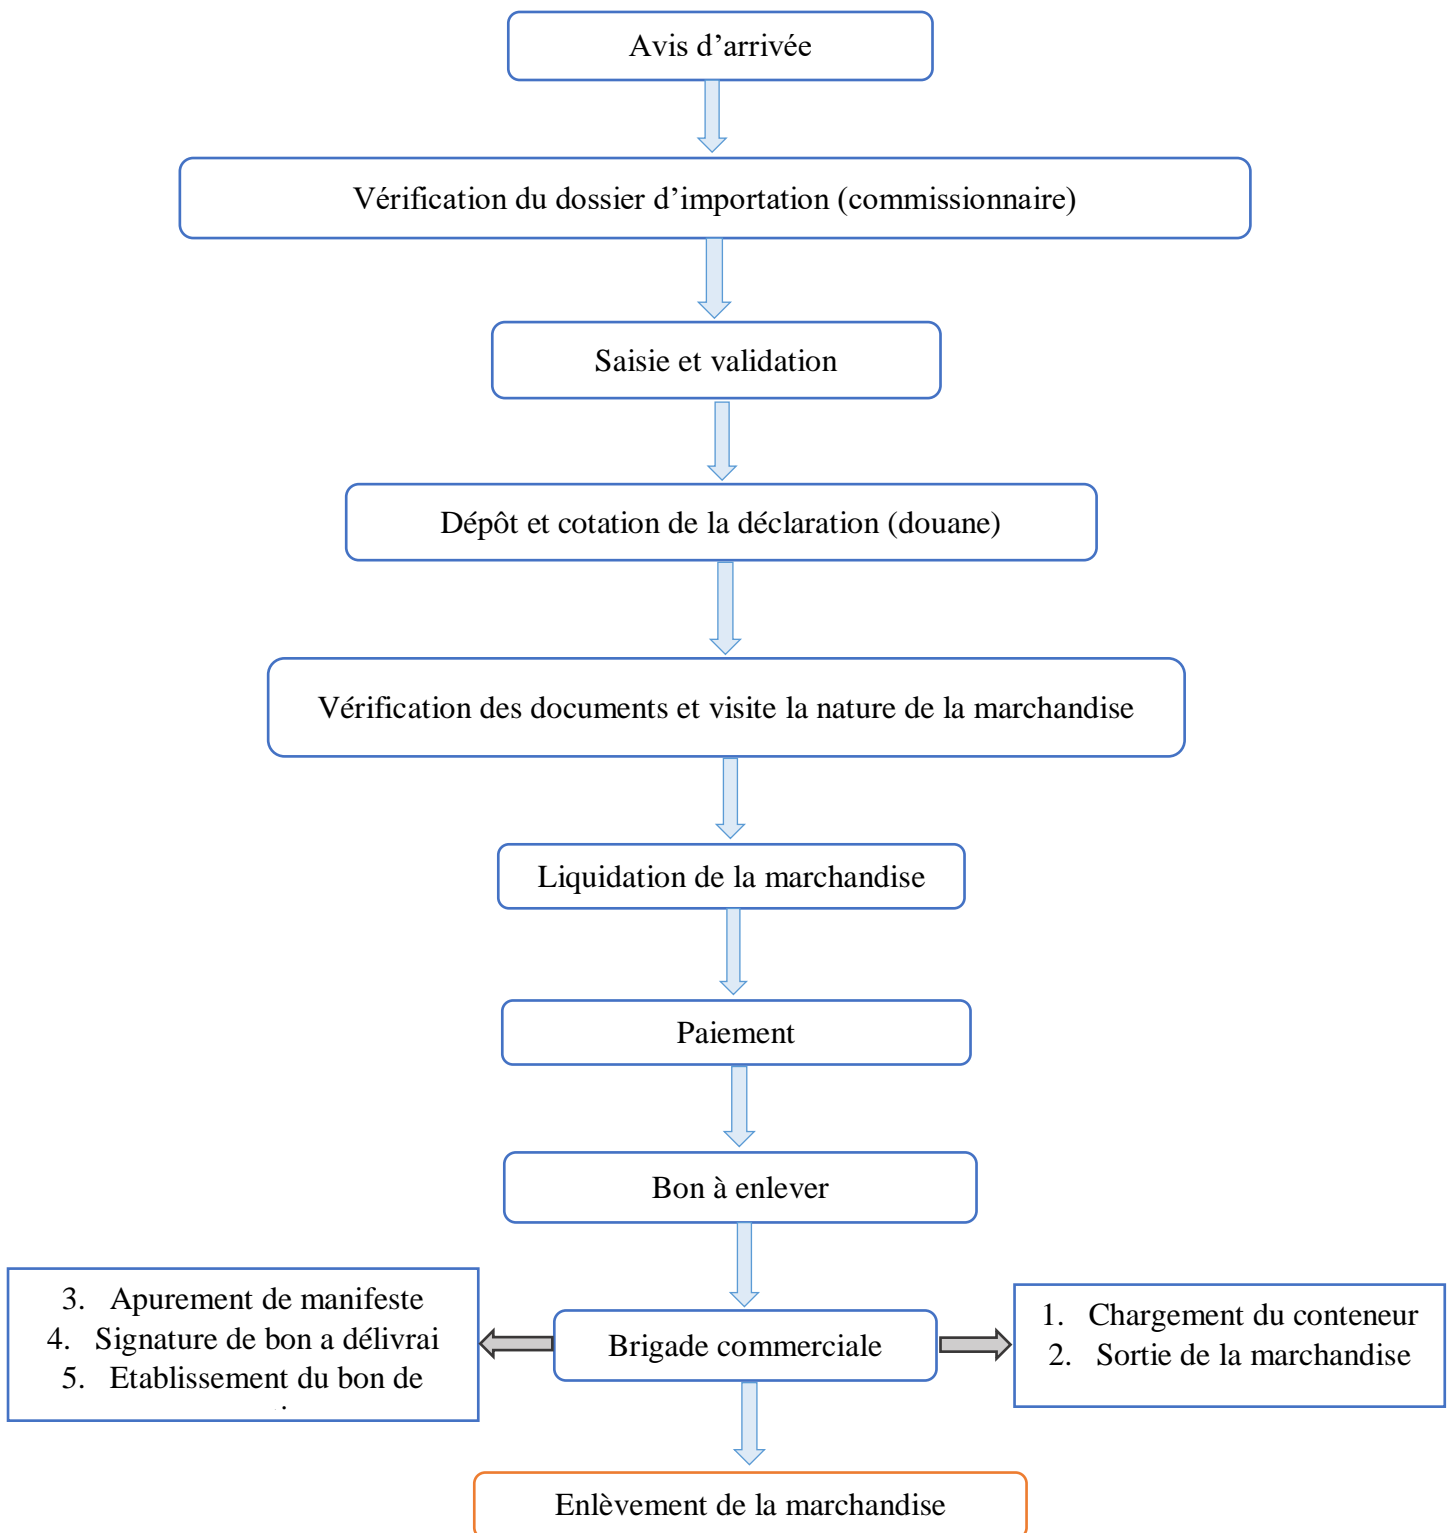 Avis d’arrivée
Vérification du dossier d’importation (commissionnaire)
Saisie et validation
Dépôt et cotation de la déclaration (douane)
Vérification des documents et visite la nature de la marchandise
Liquidation de la marchandise
Paiement
Bon à enlever
3. Apurement de manifeste
4. Signature de bon a délivrai
5. Etablissement du bon de
Brigade commerciale
1. Chargement du conteneur
2. Sortie de la marchandise
Enlèvement de la marchandise